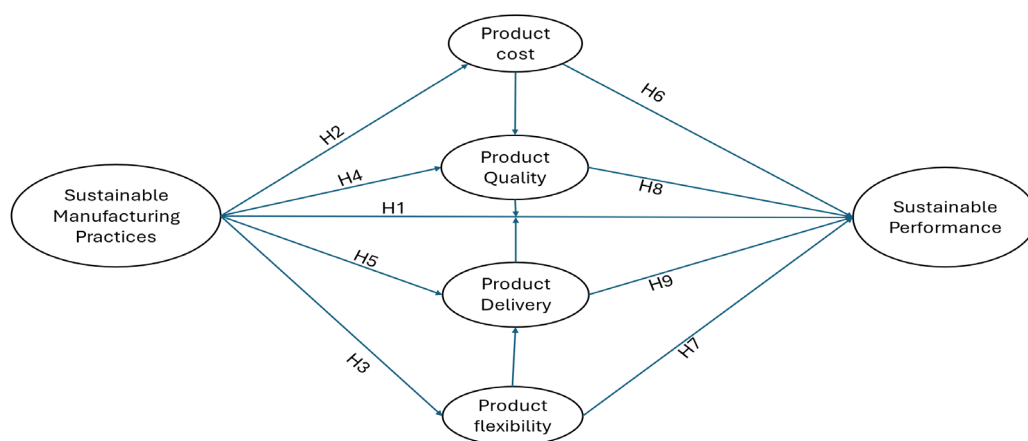 Product
cost
H6
H2
Product
Quality
H4
H8
Sustainable
Manufacturing
Practices
H1
Sustainable
Performance
H5
Product
Delivery
H9
H3
H7
Product
flexibility